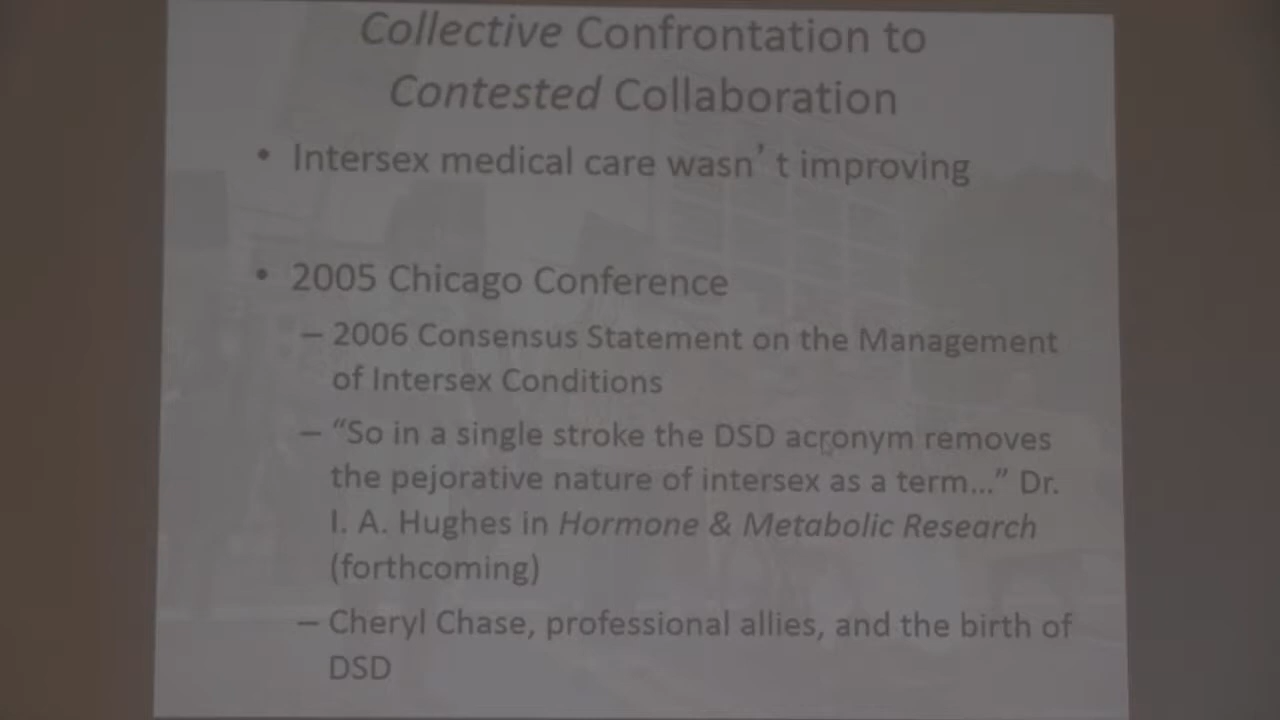 Collective Confrontation to
Contested Collaboration
• Intersex medical care wasn’ t improving
• 2005 Chicago Conference
– 2006 Consensus Statement on the Management
of Intersex Conditions
– “So in a single stroke the DSD acronym removes
the pejorative nature of intersex as a term…” Dr.
I. A. Hughes in Hormone & Metabolic Research
(forthcoming)
– Cheryl Chase, professional allies, and the birth of
DSD